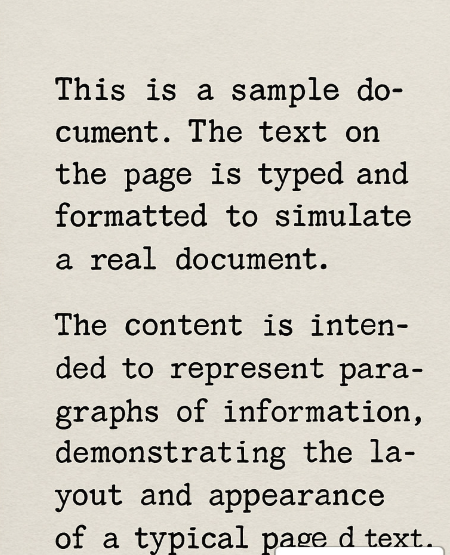 This is a sample do-
cument. The text on
the page is typed and
formatted to simulate
a real document.
The content is inten-
ded to represent para-
graphs of information,
demonstrating the la-
yout and appearance
of a typical page d text.